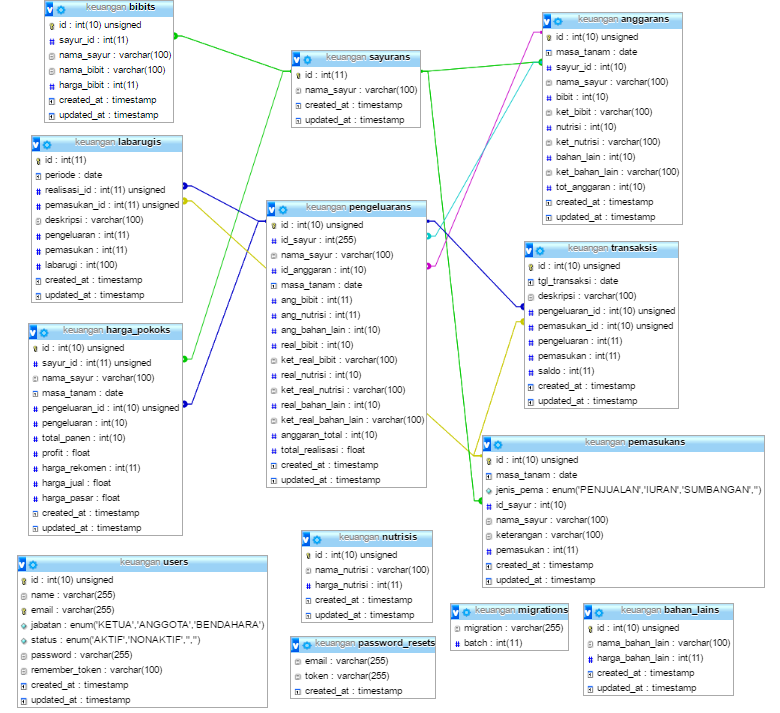 keuangan bibits
id : int(10) unsigned
sayur_id : int(11)
nama_sayur : varchar(100)
nama_bibit : varchar(100)
harga_bibit : int(11)
created_at : timestamp
updated_at : timestamp
keuangan sayurans
id : int(11)
nama_sayur : varchar(100)
created_at : timestamp
updated_at : timestamp
keuangan anggarans
id : int(10) unsigned
masa_tanam : date
sayur_id : int(10)
nama_sayur : varchar(100)
bibit : int(10)
ket_bibit : varchar(100)
nutrisi : int(10)
ket_nutrisi : varchar(100)
bahan_lain : int(10)
ket_bahan_lain : varchar(100)
tot_anggaran : int(10)
created_at : timestamp
updated_at : timestamp
keuangan labarugis
id : int(11)
periode : date
realisasi_id : int(11) unsigned
pemasukan_id : int(11) unsigned
deskripsi : varchar(100)
pengeluaran : int(11)
pemasukan : int(11)
labarugi : int(100)
created_at : timestamp
updated_at : timestamp
keuangan pengeluarans
id : int(10) unsigned
id_sayur : int(255)
nama_sayur : varchar(100)
id_anggaran : int(10)
masa_tanam : date
ang_bibit : int(11)
ang_nutrisi : int(11)
ang_bahan_lain : int(10)
real_bibit : int(10)
ket_real_bibit : varchar(100)
real_nutrisi : int(10)
ket_real_nutrisi : varchar(100)
real_bahan_lain : int(10)
ket_real_bahan_lain : varchar(100)
anggaran_total : int(10)
total_realisasi : float
created_at : timestamp
updated_at : timestamp
keuangan transaksis
id : int(10) unsigned
tgl_transaksi : date
deskripsi : varchar(100)
pengeluaran_id : int(10) unsigned
pemasukan_id : int(10) unsigned
pengeluaran : int(11)
pemasukan : int(11)
saldo : int(11)
created_at : timestamp
updated_at : timestamp
keuangan harga_pokoks
id : int(10) unsigned
sayur_id : int(11) unsigned
nama_sayur : varchar(100)
masa_tanam : date
pengeluaran_id : int(10) unsigned
pengeluaran : int(10)
total_panen : int(10)
profit : float
harga_rekomen : int(11)
harga_jual : float
harga_pasar : float
created_at : timestamp
updated_at : timestamp
keuangan pemasukans
id : int(10) unsigned
masa_tanam : date
jenis_pema : enum('PENJUALAN','IURAN','SUMBANGAN','')
id_sayur : int(10)
nama_sayur : varchar(100)
keterangan : varchar(100)
pemasukan : int(11)
created_at : timestamp
updated_at : timestamp
keuangan users
id : int(10) unsigned
name : varchar(255)
email : varchar(255)
jabatan : enum('KETUA','ANGGOTA','BENDAHARA')
status : enum('AKTIF','NONAKTIF','','')
password : varchar(255)
remember_token : varchar(100)
created_at : timestamp
updated_at : timestamp
keuangan nutrisis
id : int(10) unsigned
nama_nutrisi : varchar(100)
harga_nutrisi : int(11)
created_at : timestamp
updated_at : timestamp
keuangan password_resets
email : varchar(255)
token : varchar(255)
created_at : timestamp
keuangan migrations
migration : varchar(255)
batch : int(11)
keuangan bahan_lains
id : int(10) unsigned
nama_bahan_lain : varchar(100)
harga_bahan_lain : int(11)
created_at : timestamp
updated_at : timestamp